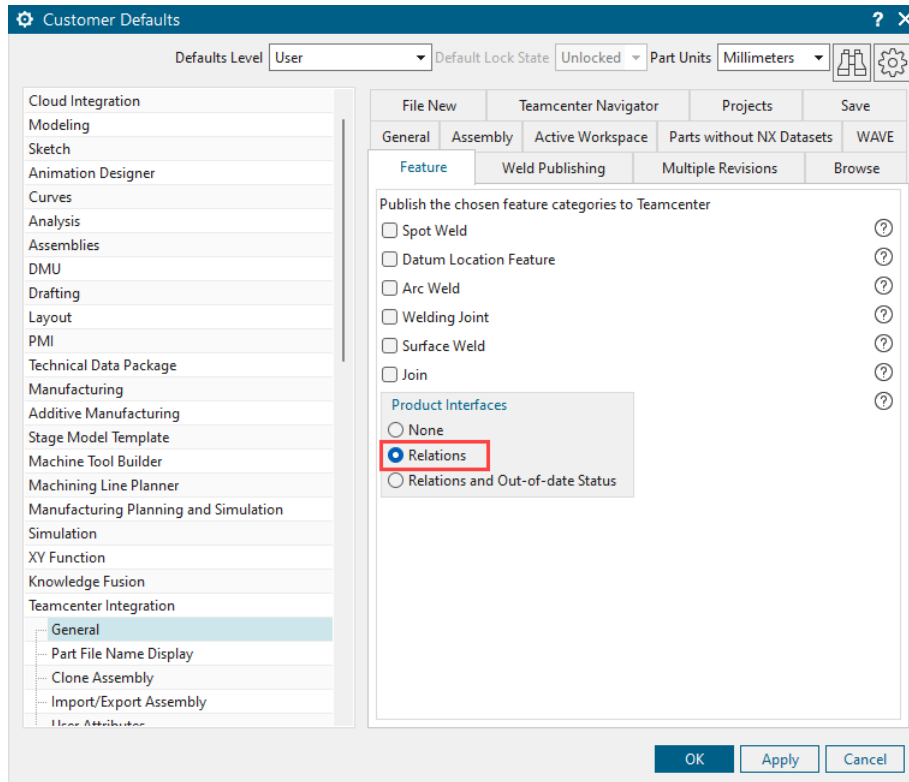 Customer Defaults
?
Defaults Level User Default Lock State Unlocked Part Units Millimeters
Cloud Integration
Modeling
Sketch
Animation Designer
Curves
Analysis
Assemblies
DMU
Drafting
Layout
PMI
Technical Data Package
Manufacturing
Additive Manufacturing
Stage Model Template
Machine Tool Builder
Machining Line Planner
Manufacturing Planning and Simulation
Simulation
XY Function
Knowledge Fusion
Teamcenter Integration
General
Part File Name Display
Clone Assembly
Import/Export Assembly
User Attributes
File New Teamcenter Navigator Projects Save
General Assembly Active Workspace Parts without NX Datasets WAVE
Feature Weld Publishing Multiple Revisions Browse
Publish the chosen feature categories to Teamcenter
Spot Weld ?
Datum Location Feature ?
Arc Weld ?
Welding Joint ?
Surface Weld ?
Join ?
Product Interfaces ?
None
Relations
Relations and Out-of-date Status
OK Apply Cancel